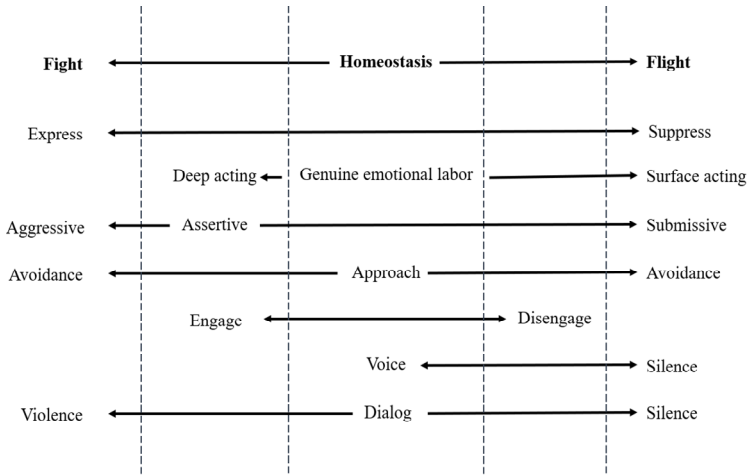 Fight Homeostasis Flight
Express Suppress
Deep acting Genuine emotional labor Surface acting
Aggressive Assertive Submissive
Avoidance Approach Avoidance
Engage Disengage
Voice Silence
Violence Dialog Silence